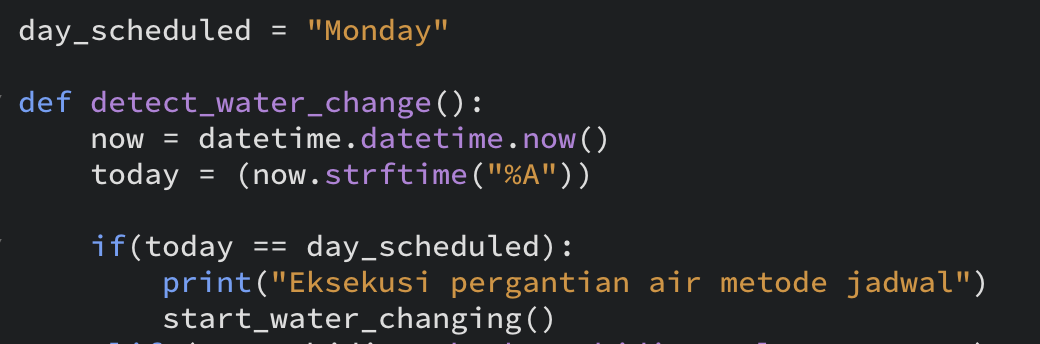 day_scheduled = "Monday"
def detect_water_change():
now = datetime.datetime.now()
today = (now.strftime("%A"))
if(today == day_scheduled):
print("Eksekusi pergantian air metode jadwal")
start_water_changing()